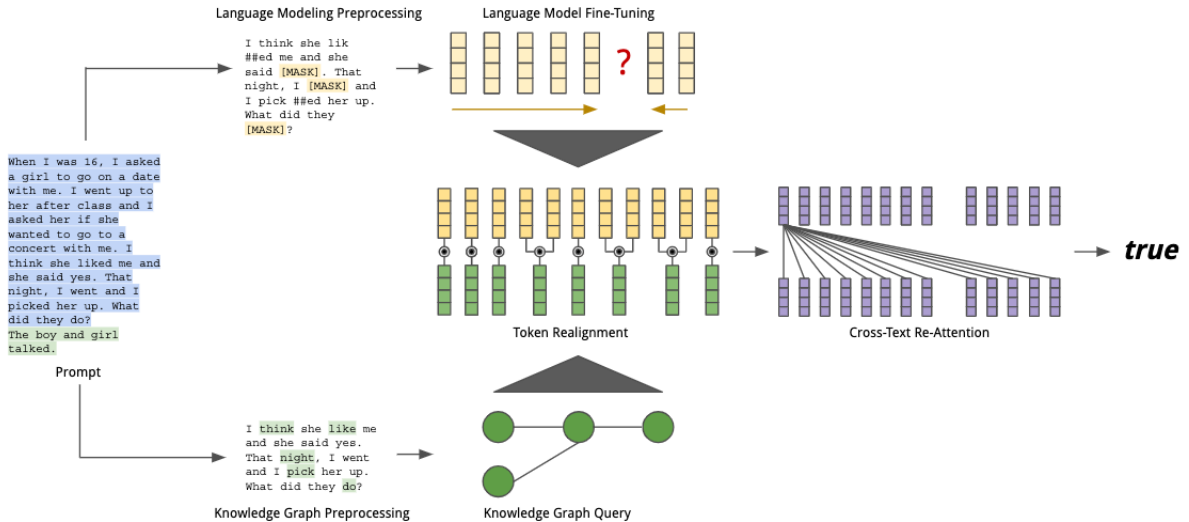 Language Modeling Preprocessing
I think she lik
##ed me and she
said [MASK]. That
night, I [MASK] and
I pick ##ed her up.
What did they
[MASK]?
Language Model Fine-Tuning
?
When I was 16, I asked
a girl to go on a date
with me. I went up to
her after class and I
asked her if she
wanted to go to a
concert with me. I
think she liked me and
she said yes. That
night, I went and I
picked her up. What
did they do?
The boy and girl
talked.
Prompt
Token Realignment
Cross-Text Re-Attention
true
I think she like me
and she said yes.
That night, I went
and I pick her up.
What did they do?
Knowledge Graph Preprocessing
Knowledge Graph Query